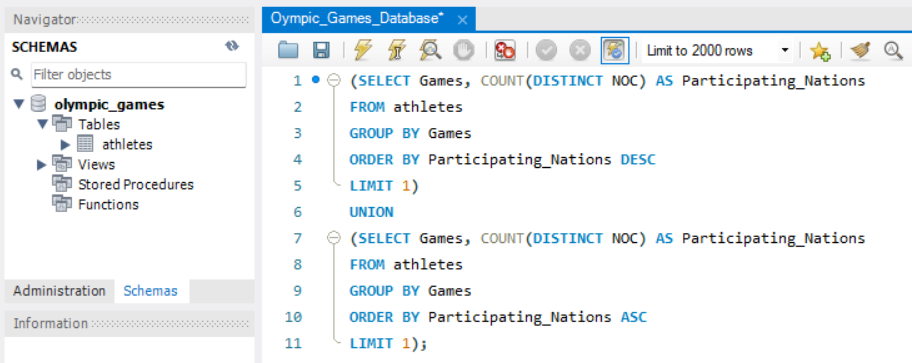 Navigator:
SCHEMAS
Filter objects
olympic_games
Tables
athletes
Views
Stored Procedures
Functions
Administration Schemas
Information
Oympic_Games_Database*
Limit to 2000 rows
1 (SELECT Games, COUNT(DISTINCT NOC) AS Participating_Nations
2 FROM athletes
3 GROUP BY Games
4 ORDER BY Participating_Nations DESC
5 LIMIT 1)
6 UNION
7 (SELECT Games, COUNT(DISTINCT NOC) AS Participating_Nations
8 FROM athletes
9 GROUP BY Games
10 ORDER BY Participating_Nations ASC
11 LIMIT 1);